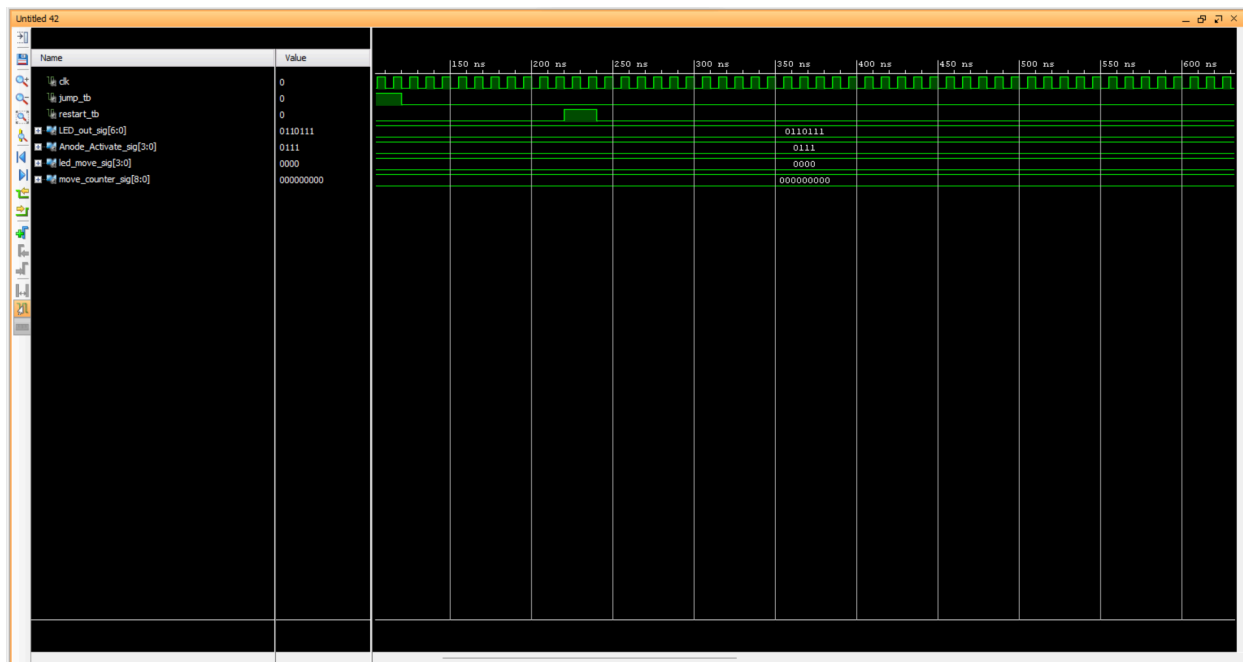 Untitled 42
Name Value
150 ns 200 ns 250 ns 300 ns 350 ns 400 ns 450 ns 500 ns 550 ns 600 ns
clk 0
jump_tb 0
restart_tb 0
LED_out_sig[6:0] 0110111 0110111
Anode_Activate_sig[3:0] 0111 0111
led_move_sig[3:0] 0000 0000
move_counter_sig[8:0] 000000000 000000000